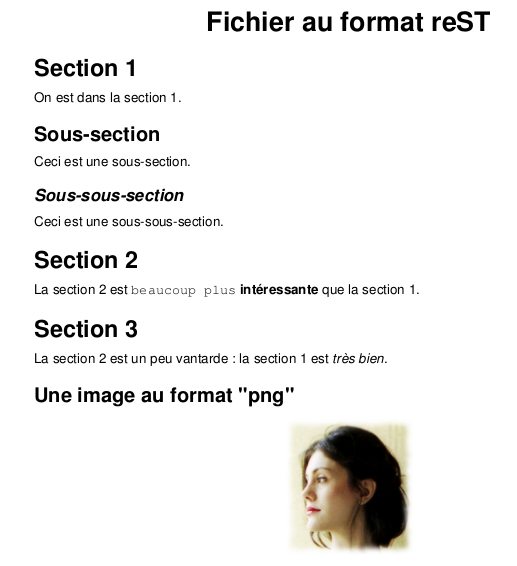 Fichier au format reST
Section 1
On est dans la section 1.
Sous-section
Ceci est une sous-section.
Sous-sous-section
Ceci est une sous-sous-section.
Section 2
La section 2 est beaucoup plus intéressante que la section 1.
Section 3
La section 2 est un peu vantarde : la section 1 est très bien.
Une image au format "png"